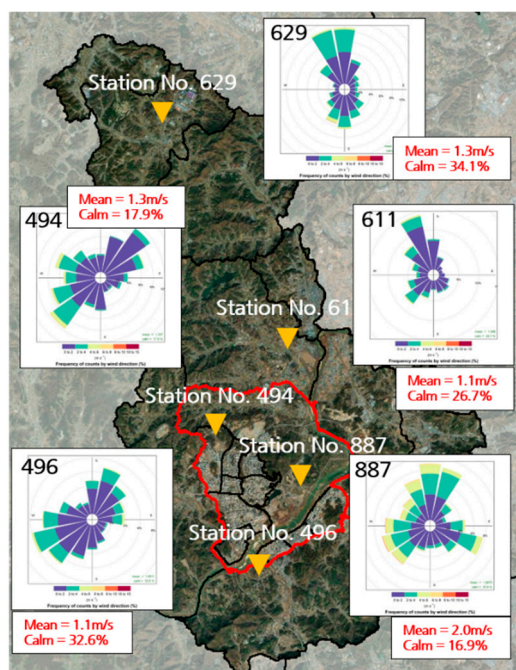 629
Station No. 629
Frequency of counts by wind direction (%)
Mean = 1.3m/s
Calm = 34.1%
Mean = 1.3m/s
Calm = 17.9%
494
Frequency of counts by wind direction (%)
611
Station No. 61
Frequency of counts by wind direction (%)
Mean = 1.1m/s
Calm = 26.7%
Station No. 494
Station No. 887
496
887
Station No. 496
Frequency of counts by wind direction (%)
Frequency of counts by wind direction (%)
Mean = 1.1m/s
Calm = 32.6%
Mean = 2.0m/s
Calm = 16.9%